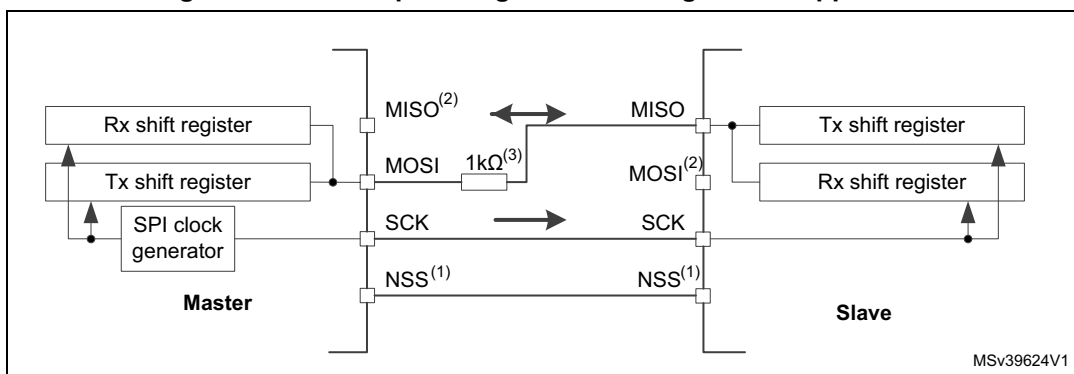 MISO(2)
MISO
Rx shift register
Tx shift register
MOSI
1kΩ(3)
MOSI(2)
Tx shift register
Rx shift register
SPI clock
generator
SCK
SCK
NSS(1)
NSS(1)
Master
Slave
MSv39624V1